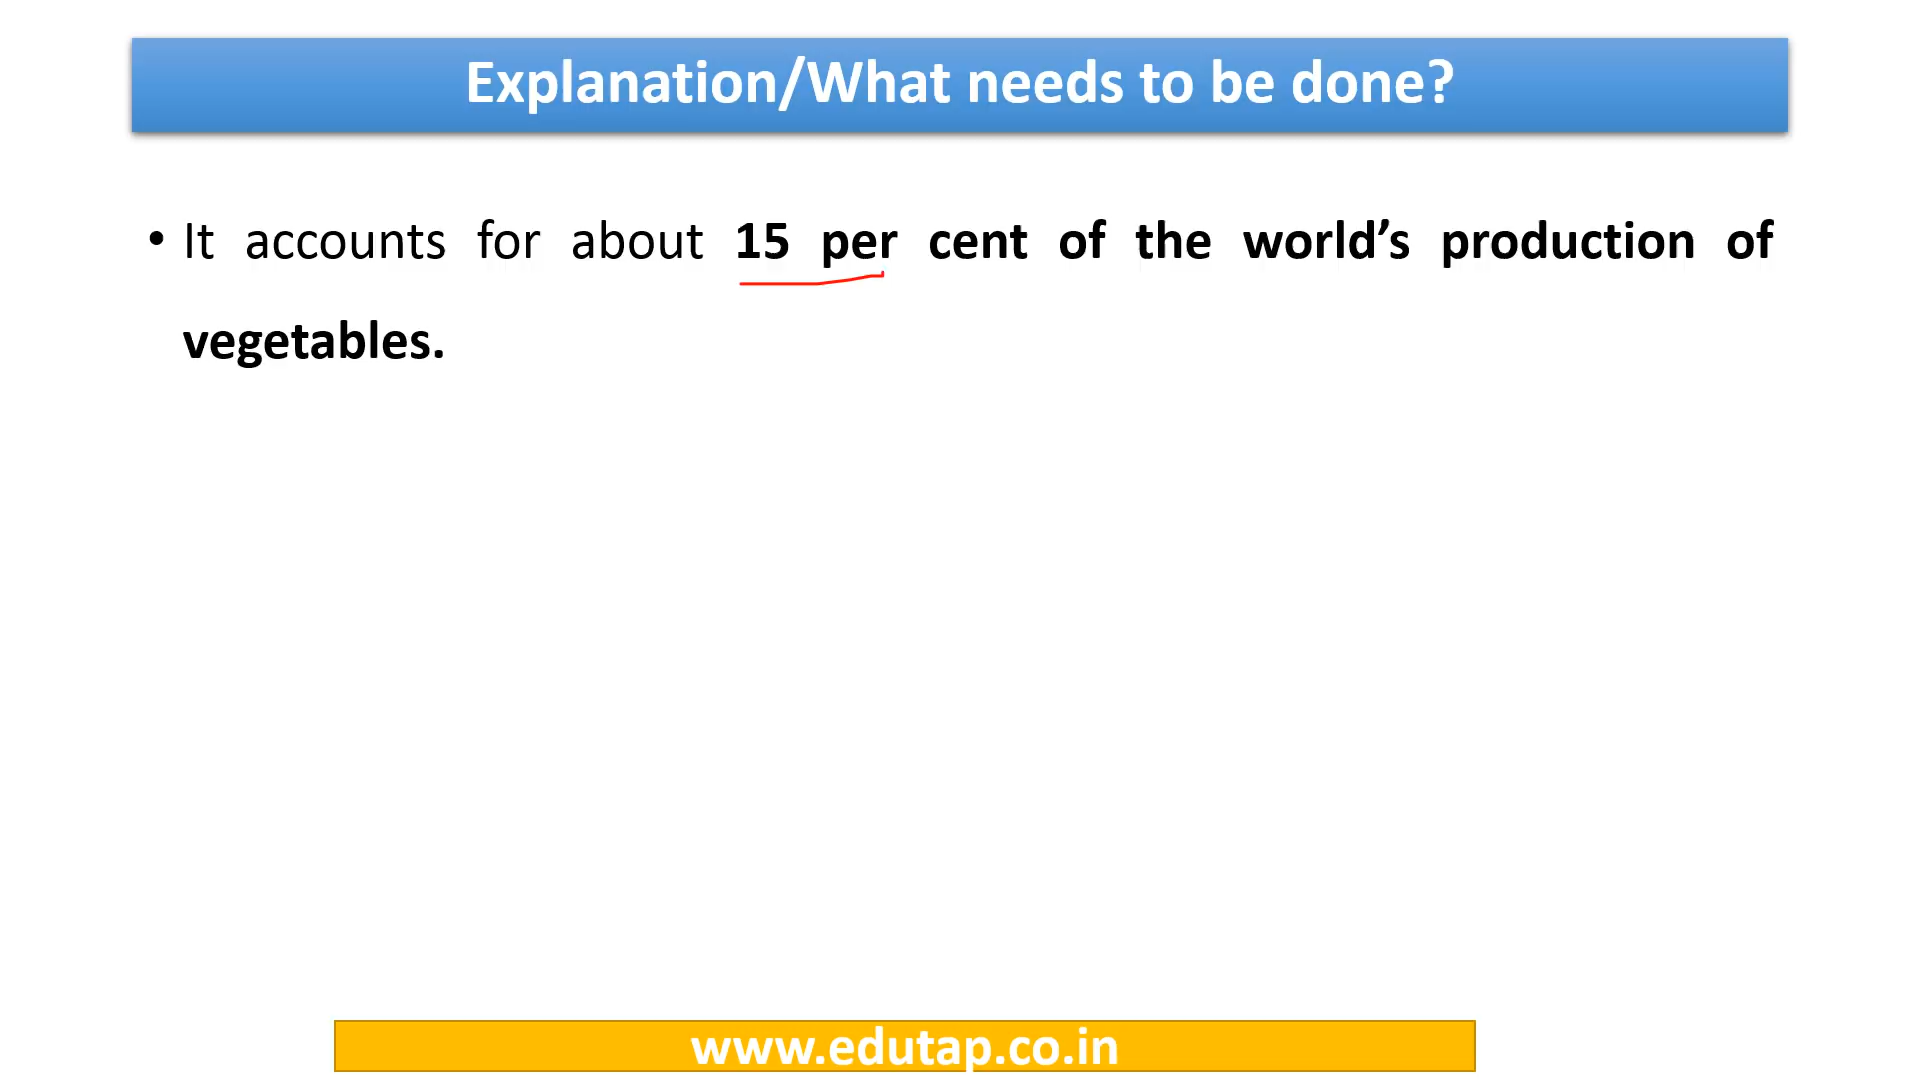 Explanation/What needs to be done?
• It accounts for about 15 per cent of the world’s production of
vegetables.
www.edutap.co.in